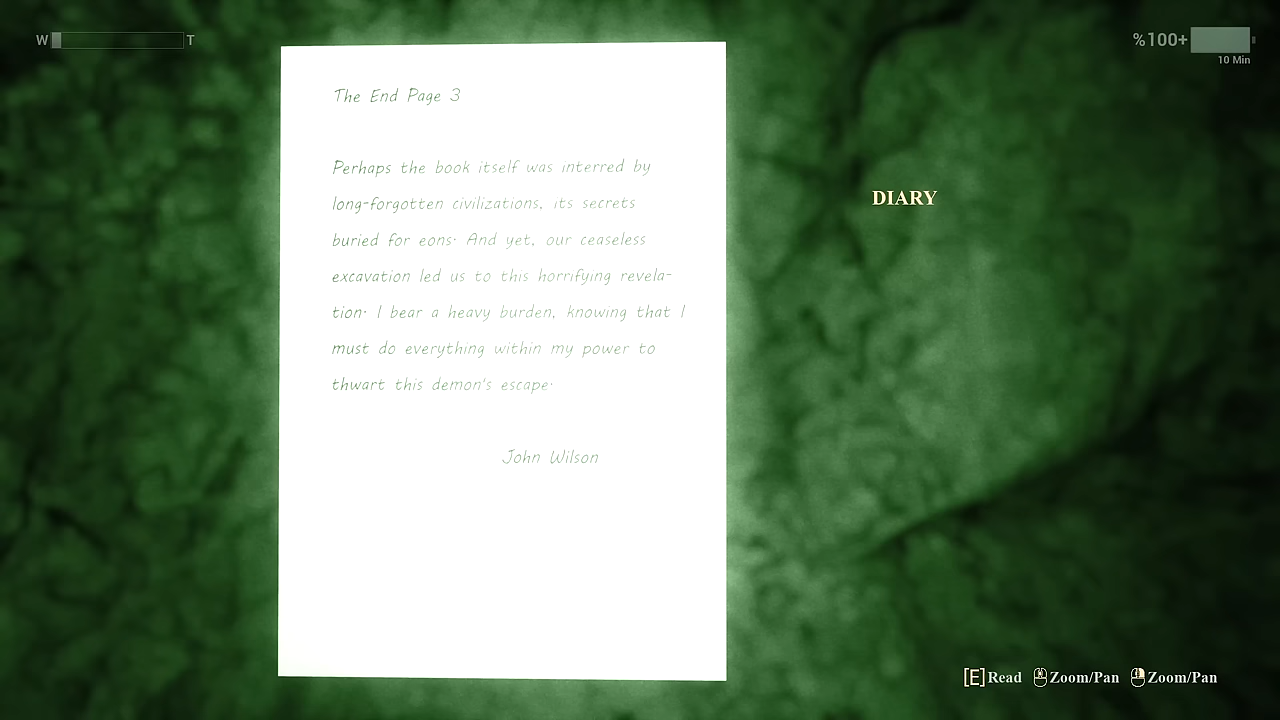 W T
%100+
10 Min
The End Page 3
Perhaps the book itself was interred by
long-forgotten civilizations, its secrets
buried for eons. And yet, our ceaseless
excavation led us to this horrifying revela-
tion. I bear a heavy burden, knowing that I
must do everything within my power to
thwart this demon's escape.
John Wilson
DIARY
[E] Read Zoom/Pan Zoom/Pan